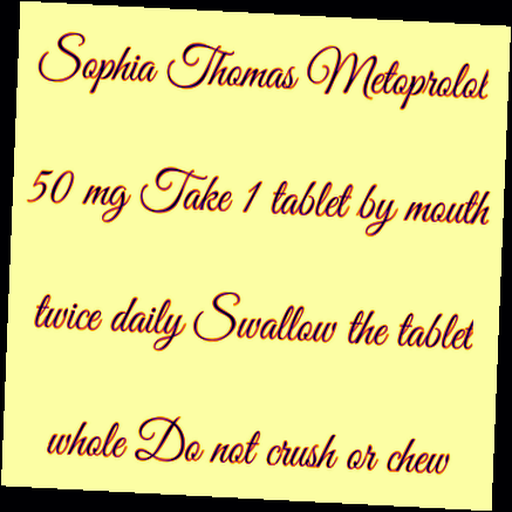 Sophia Thomas Metoprolol
50 mg Take 1 tablet by mouth
twice daily Swallow the tablet
whole Do not crush or chew